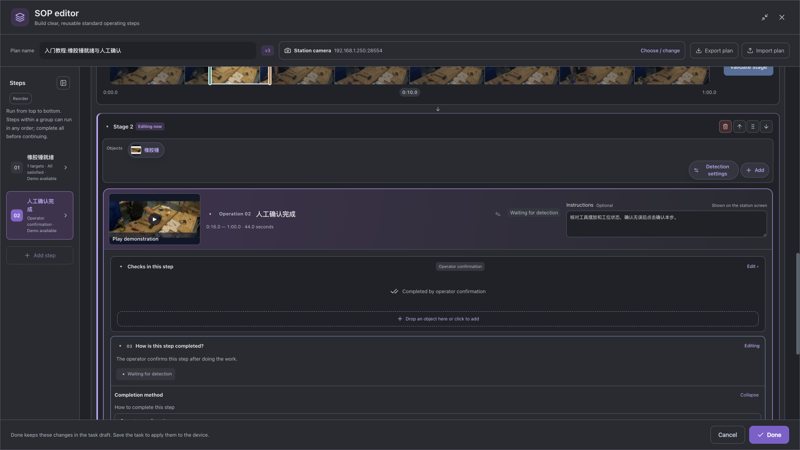 SOP editor
Build clear, reusable standard operating steps
Plan name
入门教程:橡胶锤就绪与人工确认
v3
Station camera 192.168.1.250:28554
Choose / change
Export plan
Import plan
Steps
Reorder
Run from top to bottom. Steps within a group can run in any order; complete all before continuing.
01
橡胶锤就绪
1 targets · All satisfied ·
Demo available
02
人工确认完成
Operator confirmation ·
Demo available
Add step
0:00.0
0:10.0
1:00.0
Validate stage
Stage 2
Editing now
Objects
橡胶锤
Detection settings
Add
Play demonstration
Operation 02
人工确认完成
0:16.0 — 1:00.0 · 44.0 seconds
Waiting for detection
Instructions Optional
Shown on the station screen
核对工具摆放和工位状态，确认无误后点击确认本步。
Checks in this step
Operator confirmation
Edit
Completed by operator confirmation
Drop an object here or click to add
03 How is this step completed?
Editing
The operator confirms this step after doing the work.
Waiting for detection
Completion method
Collapse
How to complete this step
Done keeps these changes in the task draft. Save the task to apply them to the device.
Cancel
Done